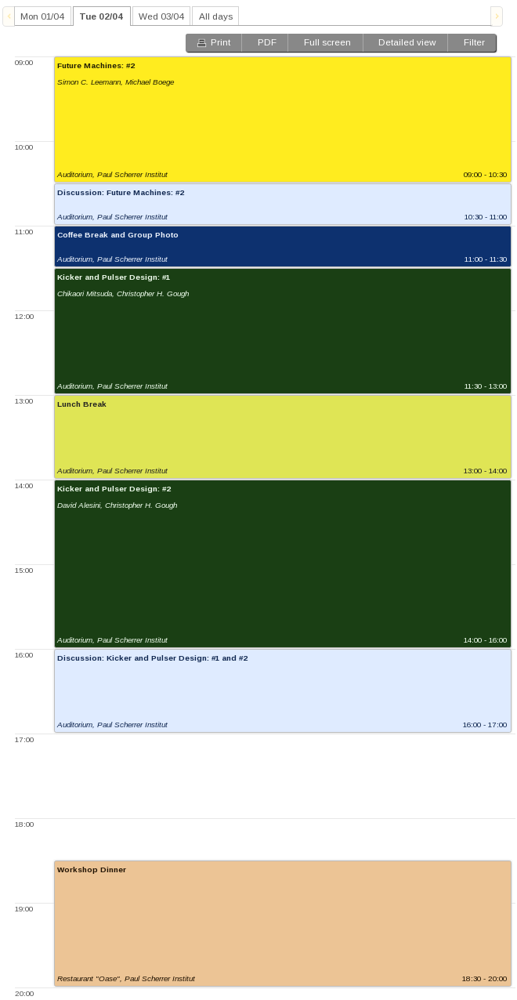 ‹ Mon 01/04 Tue 02/04 Wed 03/04 All days ›
Print PDF Full screen Detailed view Filter
09:00
Future Machines: #2
Simon C. Leemann, Michael Boege
10:00
Auditorium, Paul Scherrer Institut 09:00 - 10:30
Discussion: Future Machines: #2
Auditorium, Paul Scherrer Institut 10:30 - 11:00
11:00
Coffee Break and Group Photo
Auditorium, Paul Scherrer Institut 11:00 - 11:30
Kicker and Pulser Design: #1
Chikaori Mitsuda, Christopher H. Gough
12:00
Auditorium, Paul Scherrer Institut 11:30 - 13:00
13:00
Lunch Break
Auditorium, Paul Scherrer Institut 13:00 - 14:00
14:00
Kicker and Pulser Design: #2
David Alesini, Christopher H. Gough
15:00
Auditorium, Paul Scherrer Institut 14:00 - 16:00
16:00
Discussion: Kicker and Pulser Design: #1 and #2
Auditorium, Paul Scherrer Institut 16:00 - 17:00
17:00
18:00
Workshop Dinner
19:00
Restaurant "Oase", Paul Scherrer Institut 18:30 - 20:00
20:00